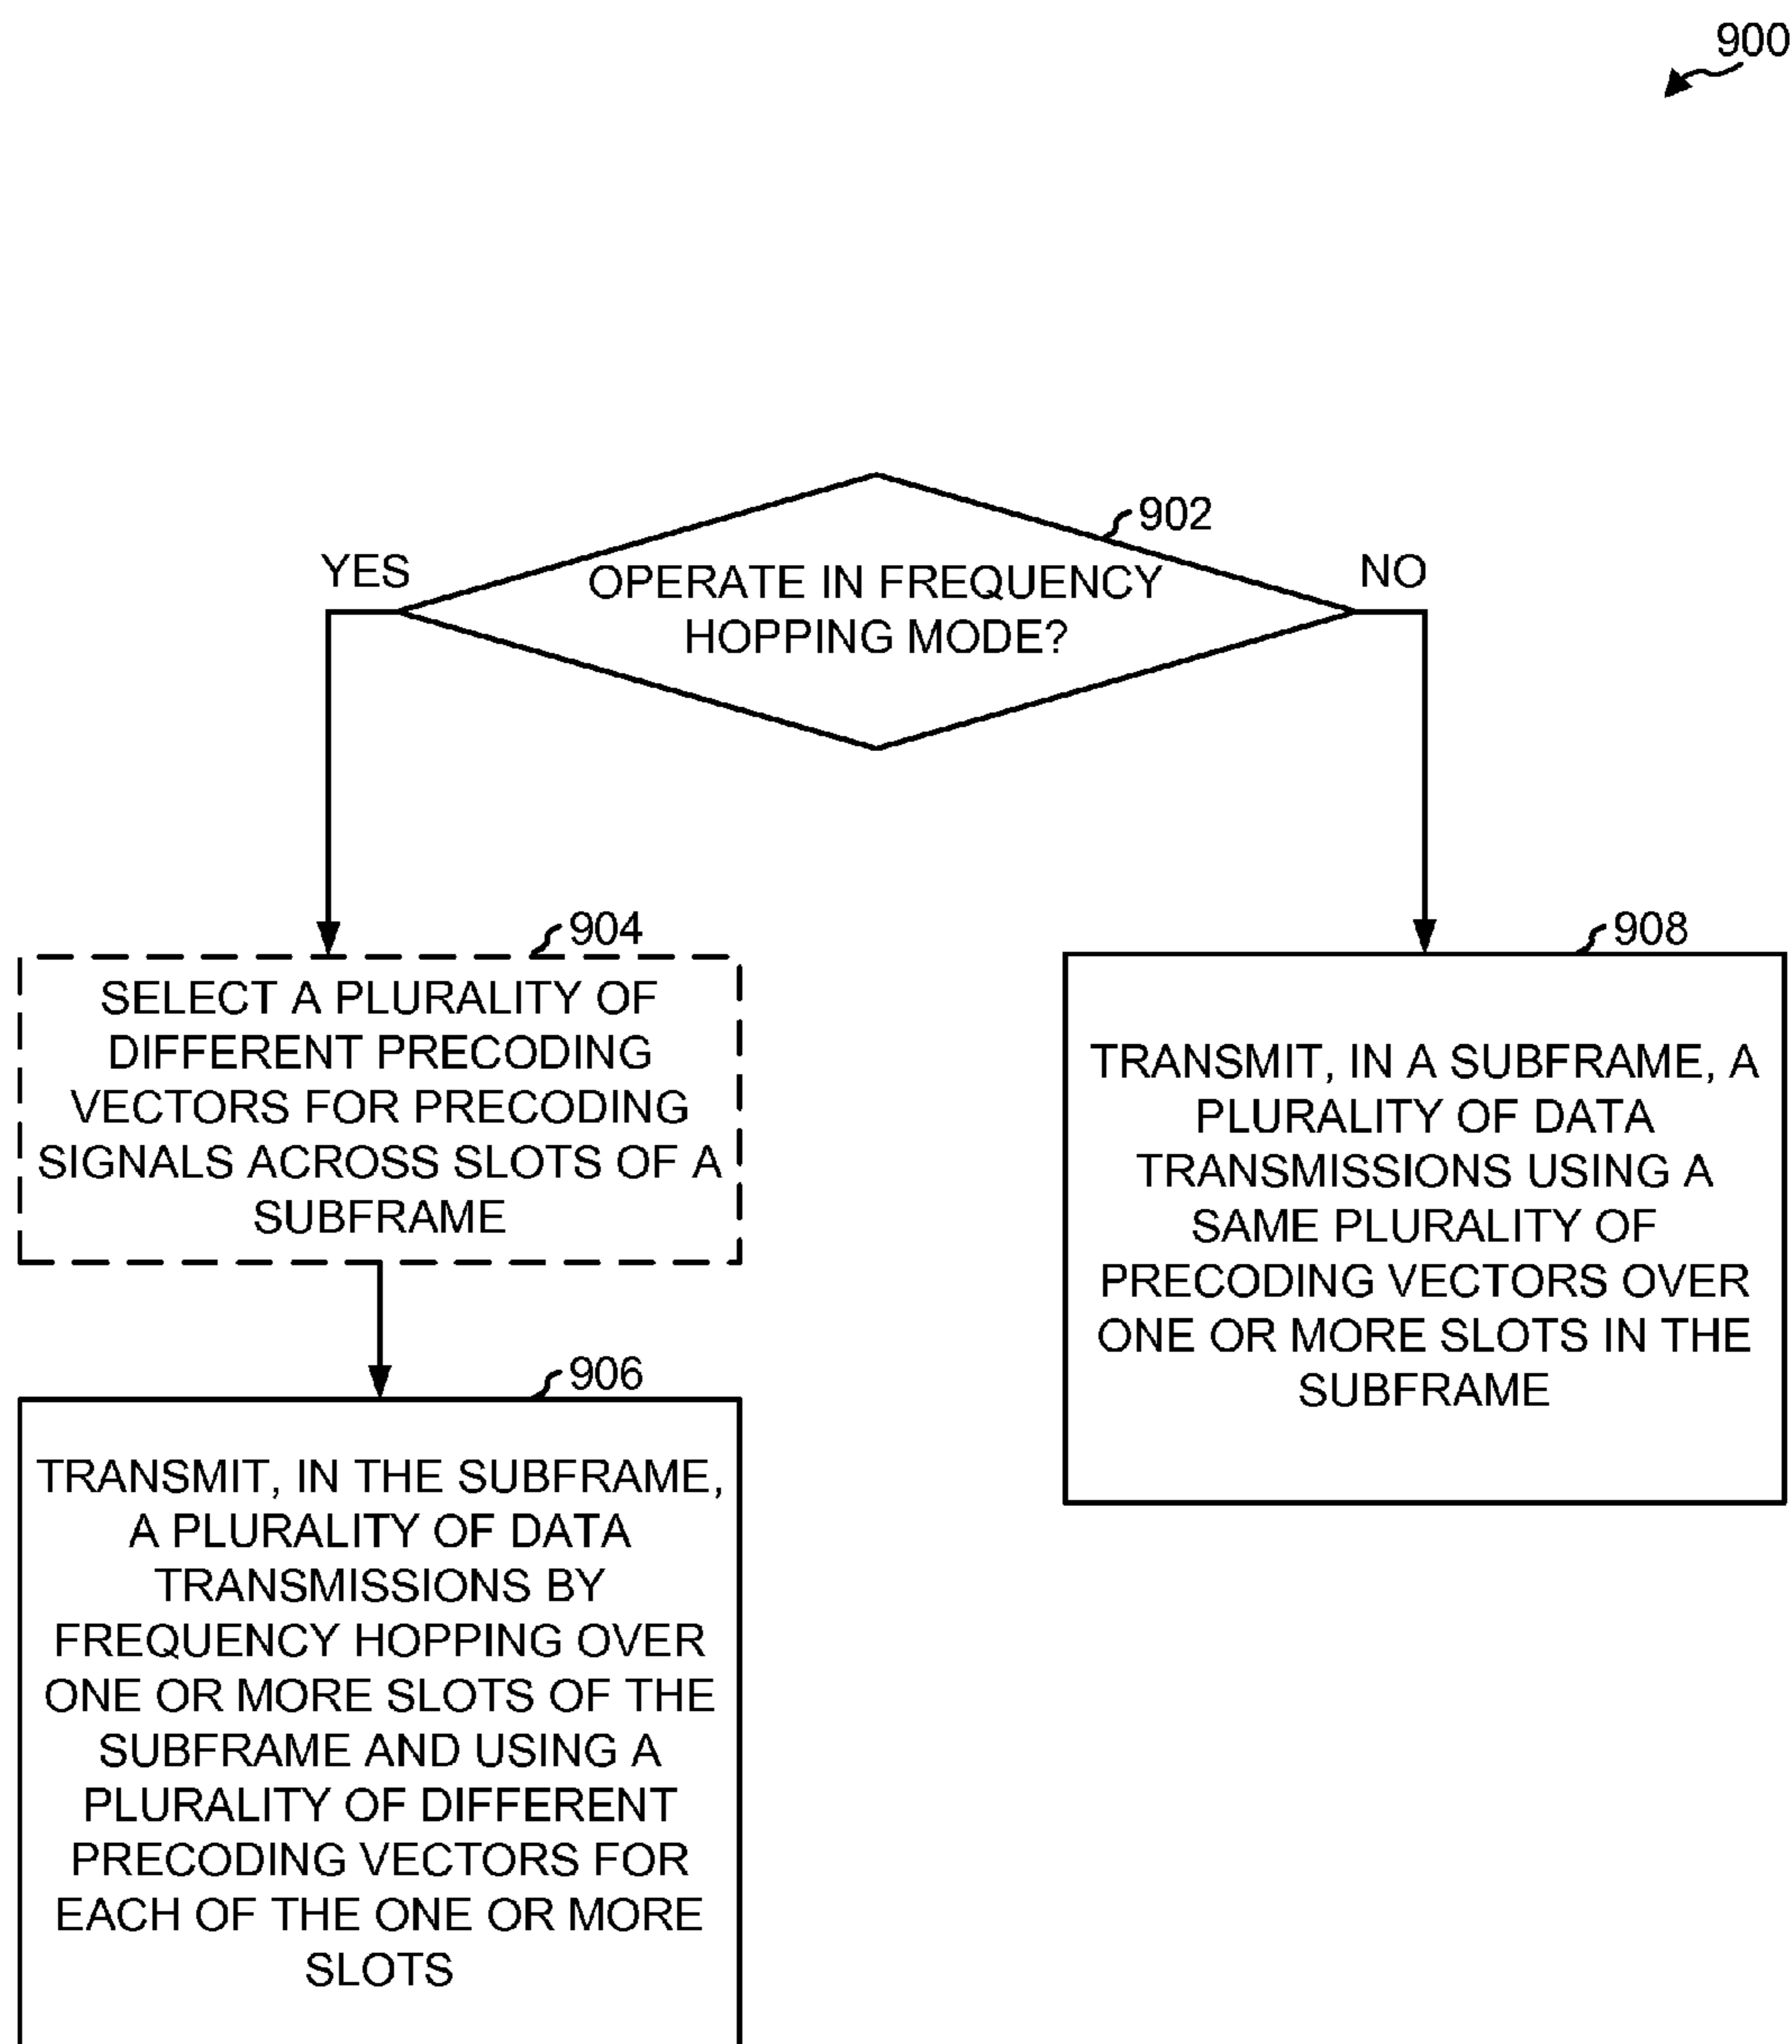 900
902
YES
OPERATE IN FREQUENCY
HOPPING MODE?
NO
904
SELECT A PLURALITY OF
DIFFERENT PRECODING
VECTORS FOR PRECODING
SIGNALS ACROSS SLOTS OF A
SUBFRAME
906
TRANSMIT, IN THE SUBFRAME,
A PLURALITY OF DATA
TRANSMISSIONS BY
FREQUENCY HOPPING OVER
ONE OR MORE SLOTS OF THE
SUBFRAME AND USING A
PLURALITY OF DIFFERENT
PRECODING VECTORS FOR
EACH OF THE ONE OR MORE
SLOTS
908
TRANSMIT, IN A SUBFRAME, A
PLURALITY OF DATA
TRANSMISSIONS USING A
SAME PLURALITY OF
PRECODING VECTORS OVER
ONE OR MORE SLOTS IN THE
SUBFRAME